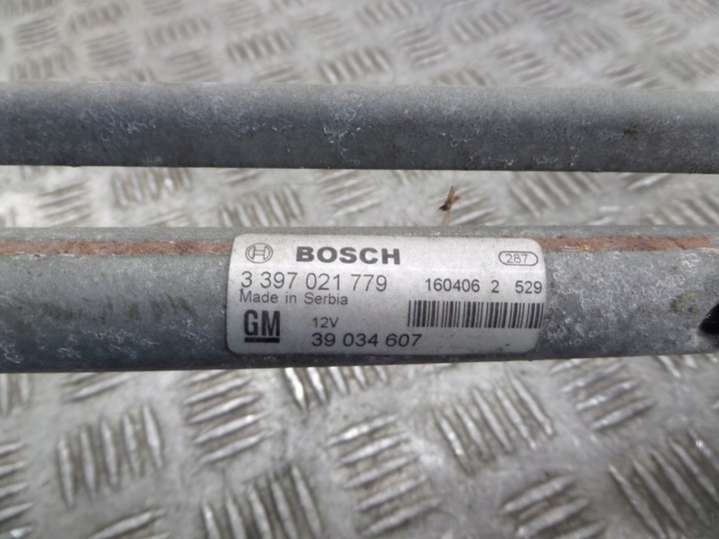 BOSCH 287
3 397 021 779 160406 2 529
Made in Serbia
GM 12V
39 034 607